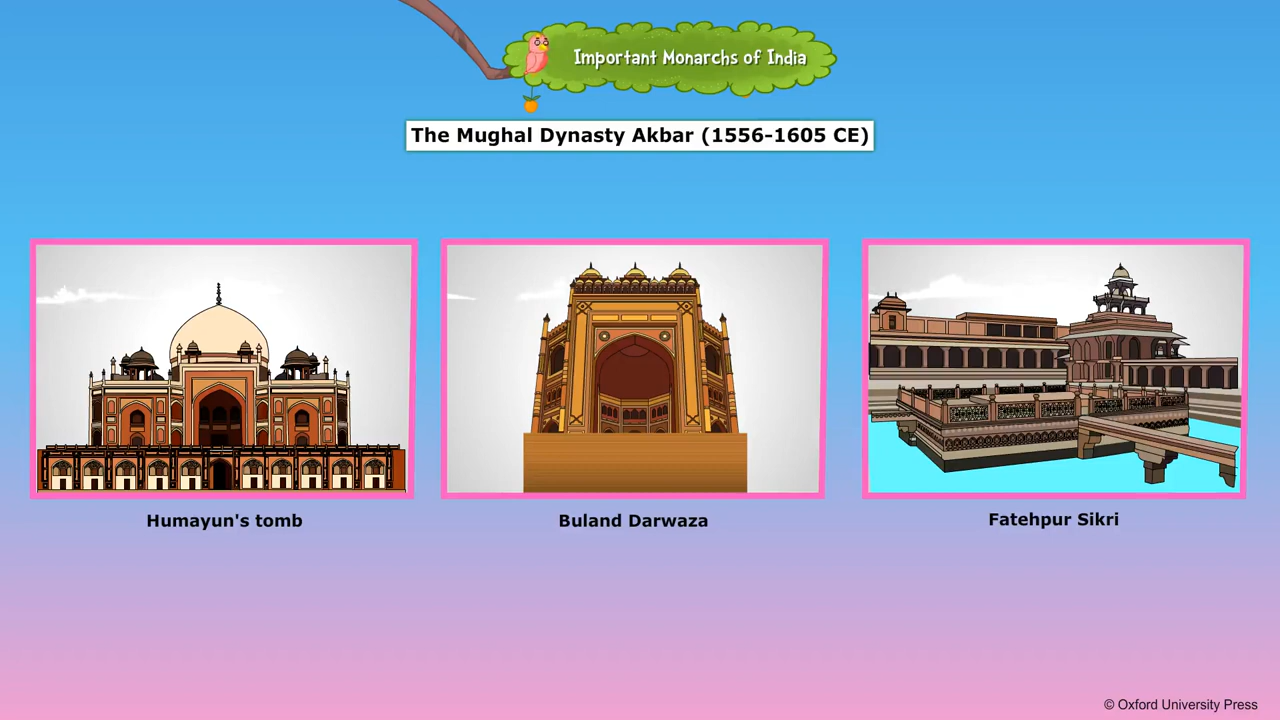 Important Monarchs of India
The Mughal Dynasty Akbar (1556-1605 CE)
Humayun's tomb
Buland Darwaza
Fatehpur Sikri
© Oxford University Press